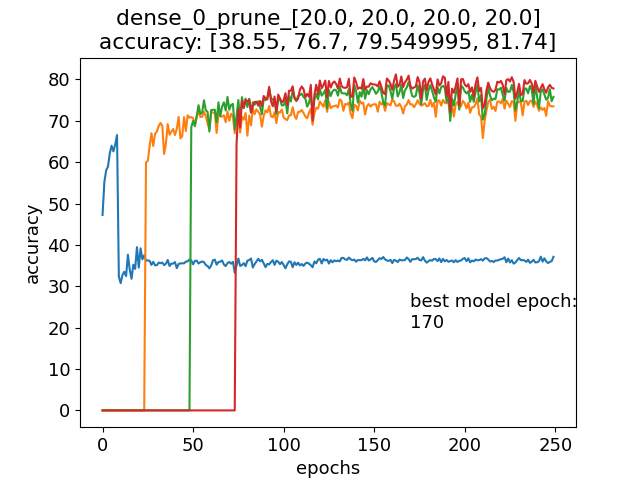 dense_0_prune_[20.0, 20.0, 20.0, 20.0]
accuracy: [38.55, 76.7, 79.549995, 81.74]
80
70
60
50
40
30
20
10
0
accuracy
best model epoch:
170
0 50 100 150 200 250
epochs